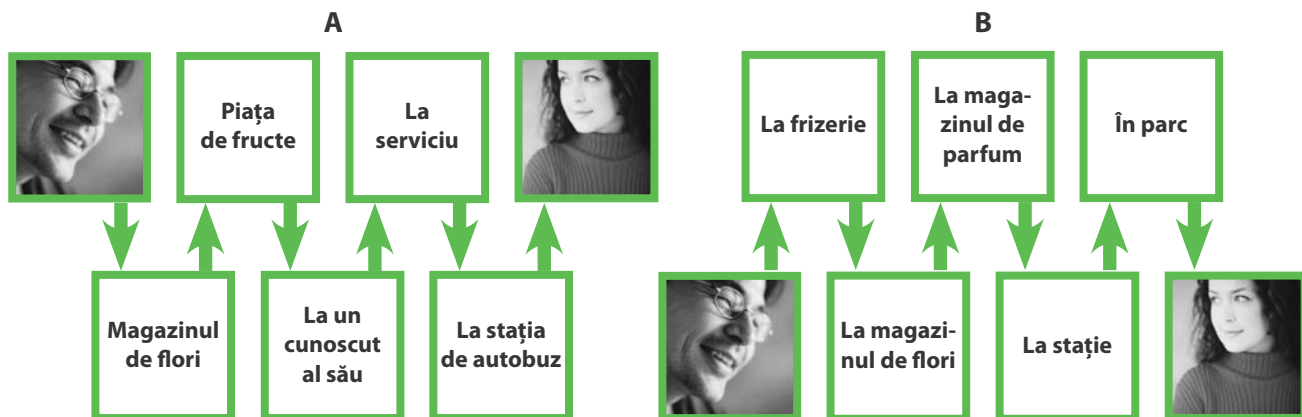 A
Piața
de fructe
La
serviciu
Magazinul
de flori
La un
cunoscut
al său
La stația
de autobuz
B
La frizerie
La maga-
zinul de
parfum
În parc
La magazi-
nul de flori
La stație